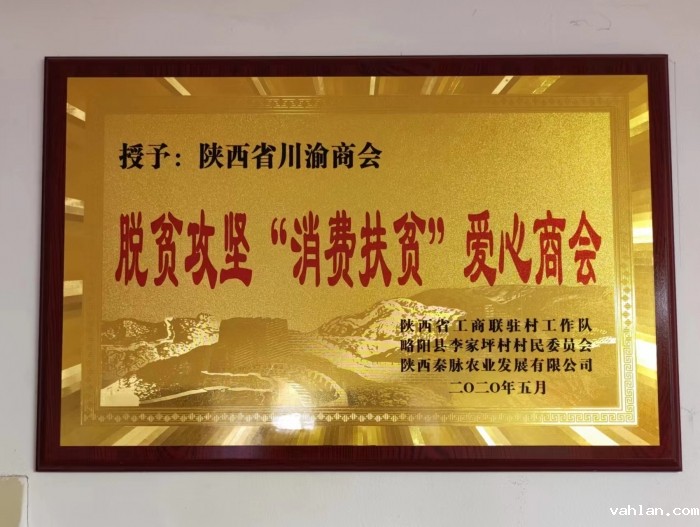 授予：陕西省川渝商会
脱贫攻坚“消费扶贫”爱心商会
陕西省工商联驻村工作队
略阳县李家坪村村民委员会
陕西秦脉农业发展有限公司
二〇二〇年五月
vahlan.com